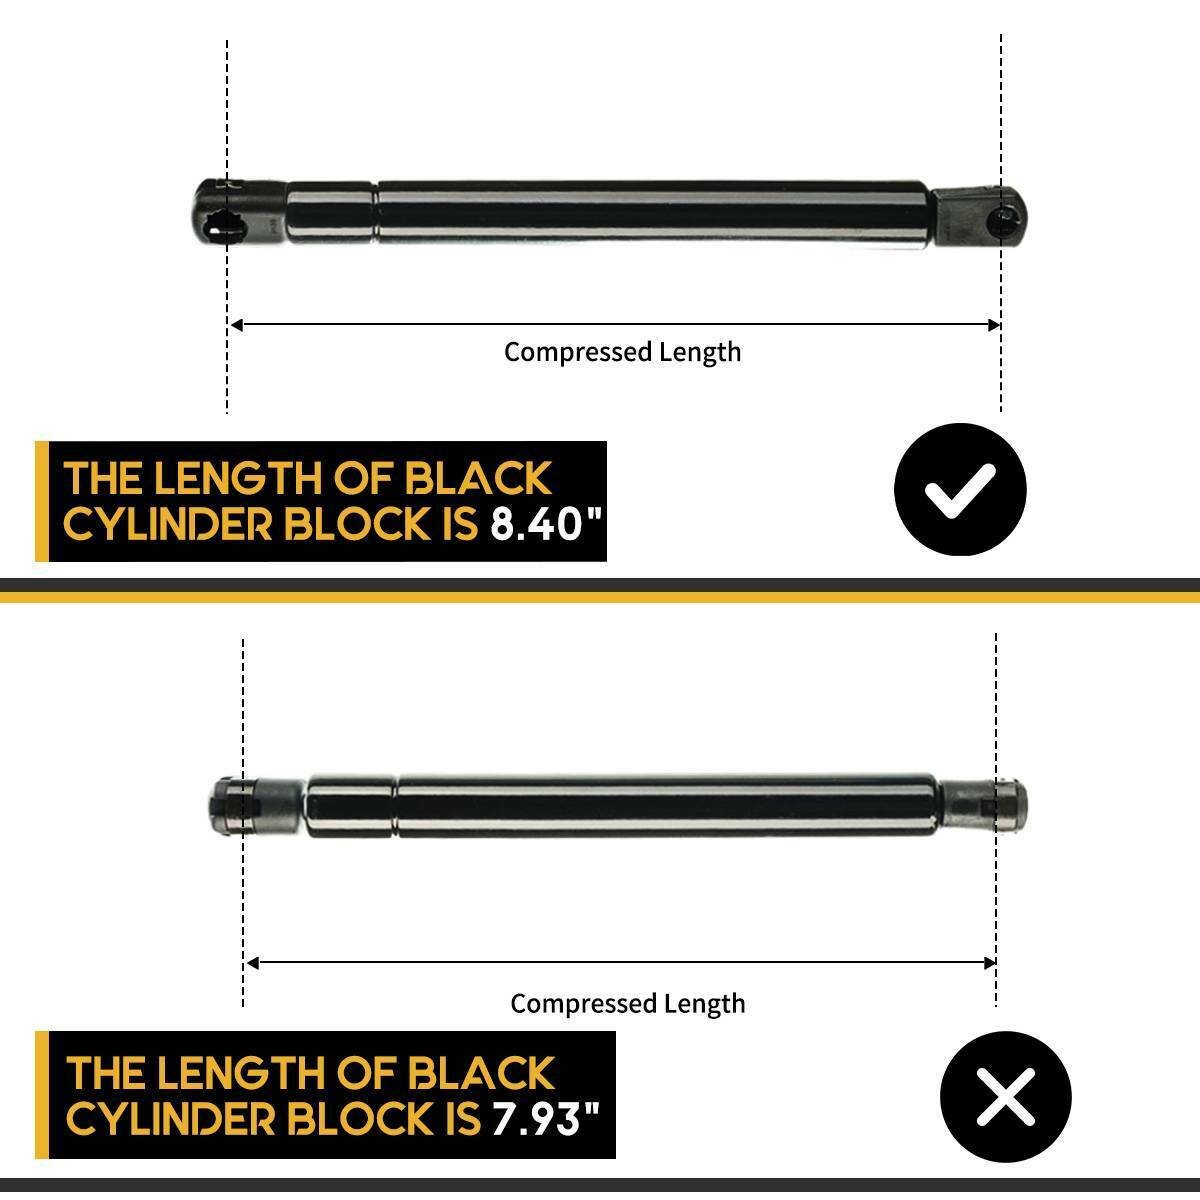 Compressed Length
THE LENGTH OF BLACK
CYLINDER BLOCK IS 8.40"
Compressed Length
THE LENGTH OF BLACK
CYLINDER BLOCK IS 7.93"